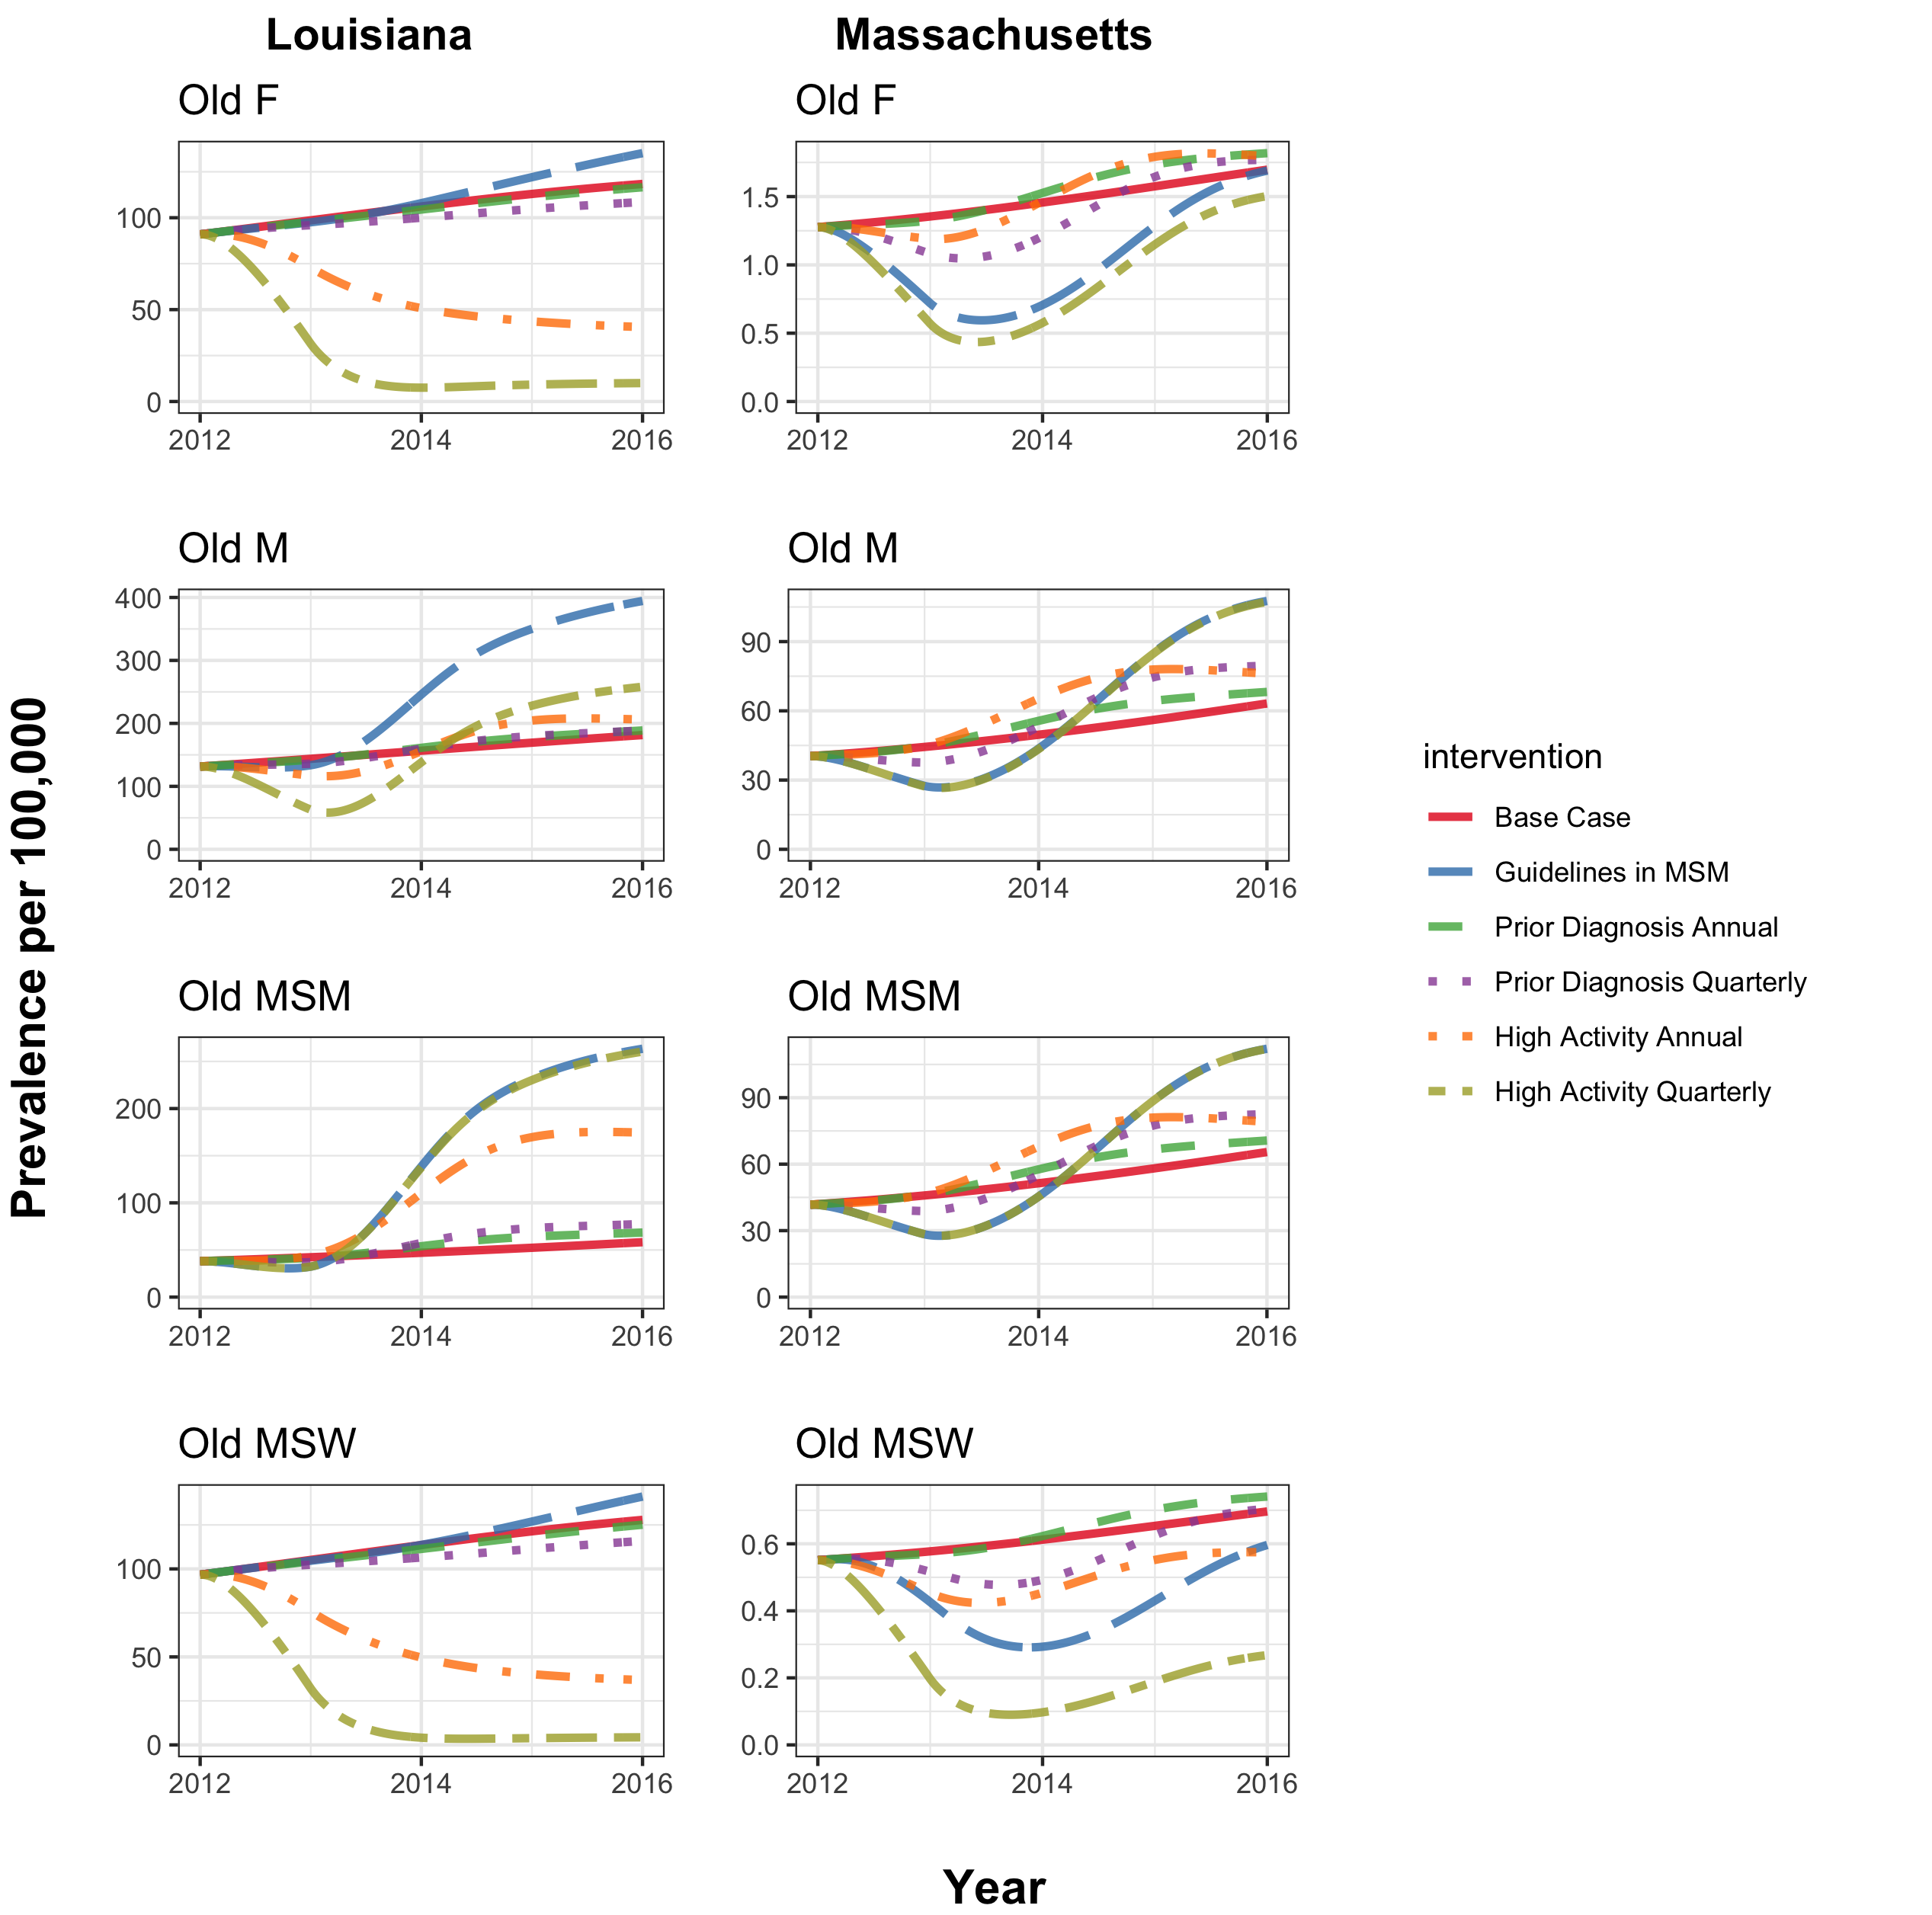 Louisiana
Massachusetts
Prevalence per 100,000
Old F
100
50
0
2012 2014 2016
Old F
1.5
1.0
0.5
0.0
2012 2014 2016
Old M
400
300
200
100
0
2012 2014 2016
Old M
90
60
30
0
2012 2014 2016
Old MSM
200
100
0
2012 2014 2016
Old MSM
90
60
30
0
2012 2014 2016
Old MSW
100
50
0
2012 2014 2016
Old MSW
0.6
0.4
0.2
0.0
2012 2014 2016
Year
intervention
Base Case
Guidelines in MSM
Prior Diagnosis Annual
Prior Diagnosis Quarterly
High Activity Annual
High Activity Quarterly